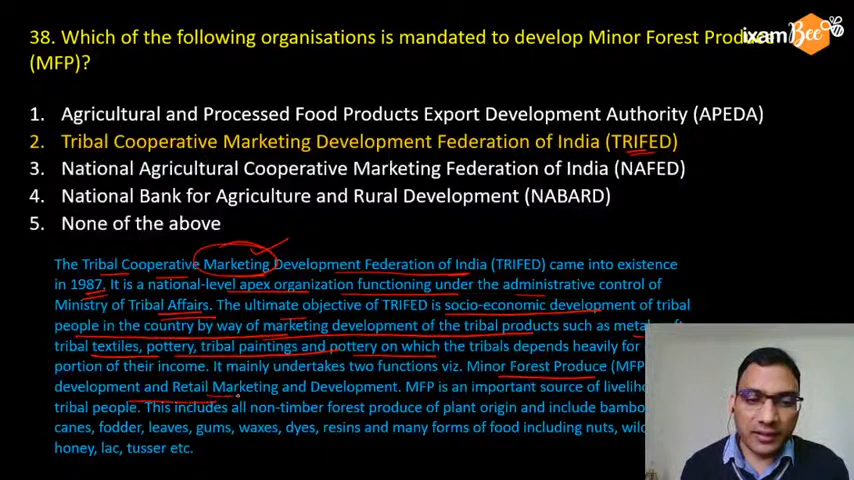 38. Which of the following organisations is mandated to develop Minor Forest Produce
(MFP)?
ixam Bee
1. Agricultural and Processed Food Products Export Development Authority (APEDA)
2. Tribal Cooperative Marketing Development Federation of India (TRIFED)
3. National Agricultural Cooperative Marketing Federation of India (NAFED)
4. National Bank for Agriculture and Rural Development (NABARD)
5. None of the above
The Tribal Cooperative Marketing Development Federation of India (TRIFED) came into existence
in 1987. It is a national-level apex organization functioning under the administrative control of
Ministry of Tribal Affairs. The ultimate objective of TRIFED is socio-economic development of tribal
people in the country by way of marketing development of the tribal products such as metal
tribal textiles, pottery, tribal paintings and pottery on which the tribals depends heavily for
portion of their income. It mainly undertakes two functions viz. Minor Forest Produce (MFP
development and Retail Marketing and Development. MFP is an important source of
tribal people. This includes all non-timber forest produce of plant origin and include
canes, fodder, leaves, gums, waxes, dyes, resins and many forms of food including nuts,
honey, lac, tusser etc.